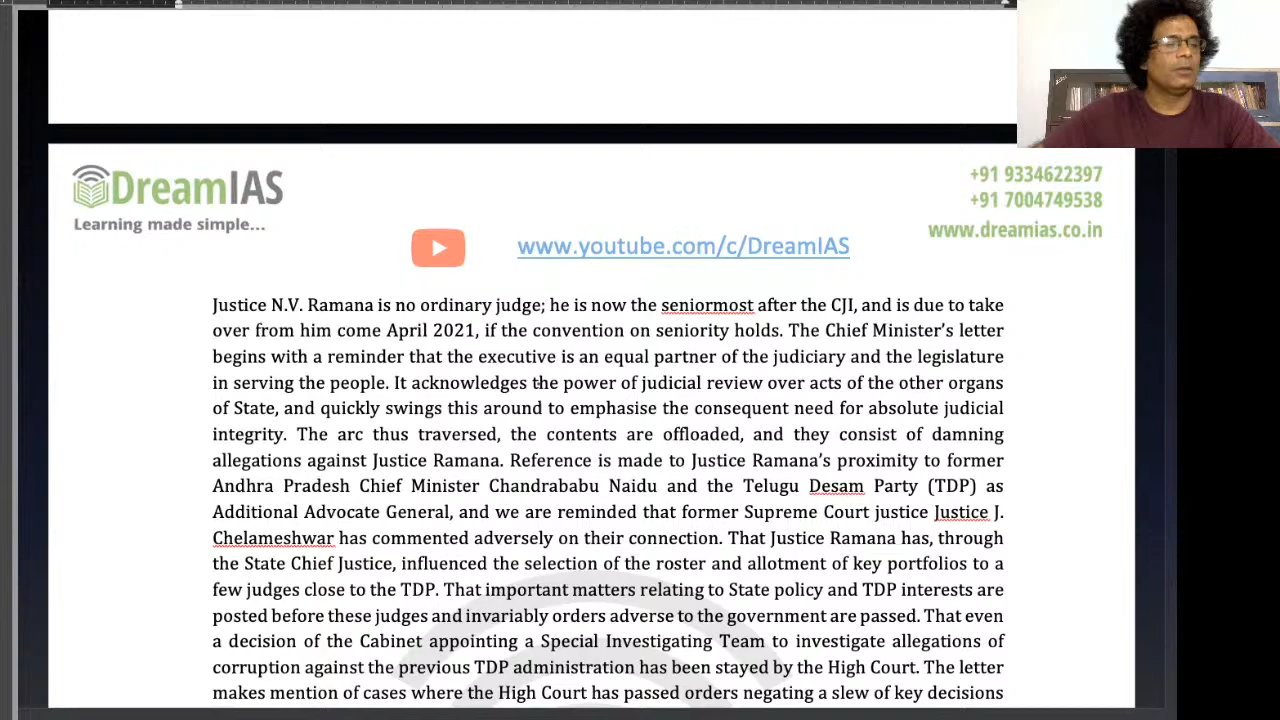 DreamIAS
Learning made simple...
+91 9334622397
+91 7004749538
www.dreamias.co.in
www.youtube.com/c/DreamIAS
Justice N.V. Ramana is no ordinary judge; he is now the seniormost after the CJI, and is due to take
over from him come April 2021, if the convention on seniority holds. The Chief Minister’s letter
begins with a reminder that the executive is an equal partner of the judiciary and the legislature
in serving the people. It acknowledges the power of judicial review over acts of the other organs
of State, and quickly swings this around to emphasise the consequent need for absolute judicial
integrity. The arc thus traversed, the contents are offloaded, and they consist of damning
allegations against Justice Ramana. Reference is made to Justice Ramana’s proximity to former
Andhra Pradesh Chief Minister Chandrababu Naidu and the Telugu Desam Party (TDP) as
Additional Advocate General, and we are reminded that former Supreme Court justice Justice J.
Chelameshwar has commented adversely on their connection. That Justice Ramana has, through
the State Chief Justice, influenced the selection of the roster and allotment of key portfolios to a
few judges close to the TDP. That important matters relating to State policy and TDP interests are
posted before these judges and invariably orders adverse to the government are passed. That even
a decision of the Cabinet appointing a Special Investigating Team to investigate allegations of
corruption against the previous TDP administration has been stayed by the High Court. The letter
makes mention of cases where the High Court has passed orders negating a slew of key decisions